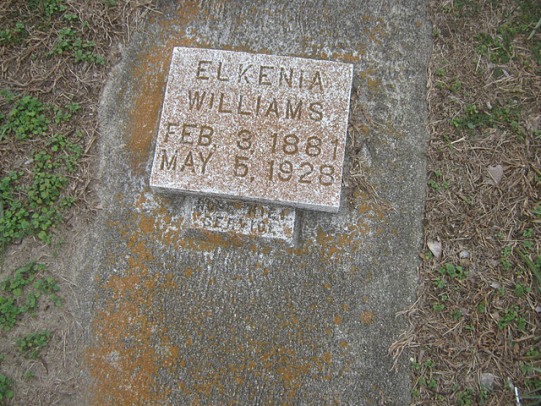 ELKENIA
WILLIAMS
FEB. 3, 1881
MAY 5, 1928